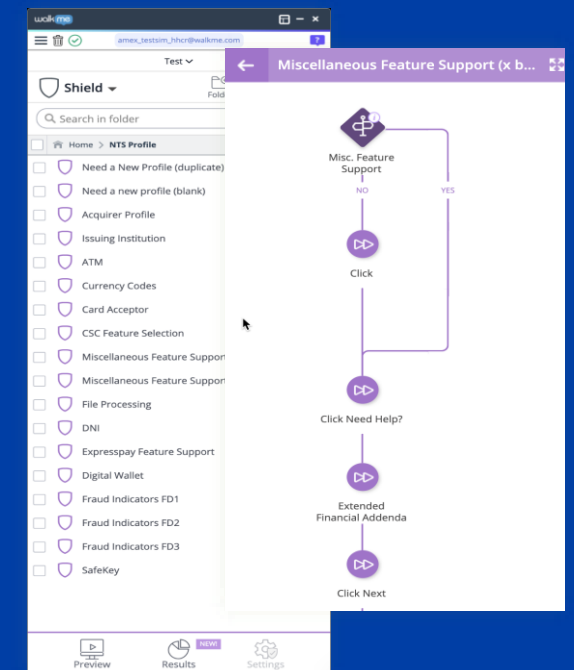 walkme
amex_testsim_hhcr@walkme.com
?
Test
Shield
Fold
Search in folder
Home > NTS Profile
Need a New Profile (duplicate)
Need a new profile (blank)
Acquirer Profile
Issuing Institution
ATM
Currency Codes
Card Acceptor
CSC Feature Selection
Miscellaneous Feature Suppor
Miscellaneous Feature Suppor
File Processing
DNI
Expresspay Feature Support
Digital Wallet
Fraud Indicators FD1
Fraud Indicators FD2
Fraud Indicators FD3
SafeKey
Preview
Results
NEW!
Settings
Miscellaneous Feature Support (x b...
Misc. Feature
Support
NO
YES
Click
Click Need Help?
Extended
Financial Addenda
Click Next